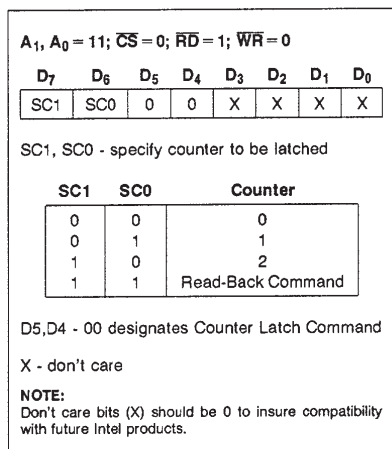 A1, A0 = 11; C̅S̅ = 0; R̅D̅ = 1; W̅R̅ = 0
D7 D6 D5 D4 D3 D2 D1 D0
SC1 SC0 0 0 X X X X
SC1, SC0 - specify counter to be latched
SC1 SC0 Counter
0 0 0
0 1 1
1 0 2
1 1 Read-Back Command
D5,D4 - 00 designates Counter Latch Command
X - don't care
NOTE:
Don't care bits (X) should be 0 to insure compatibility
with future Intel products.